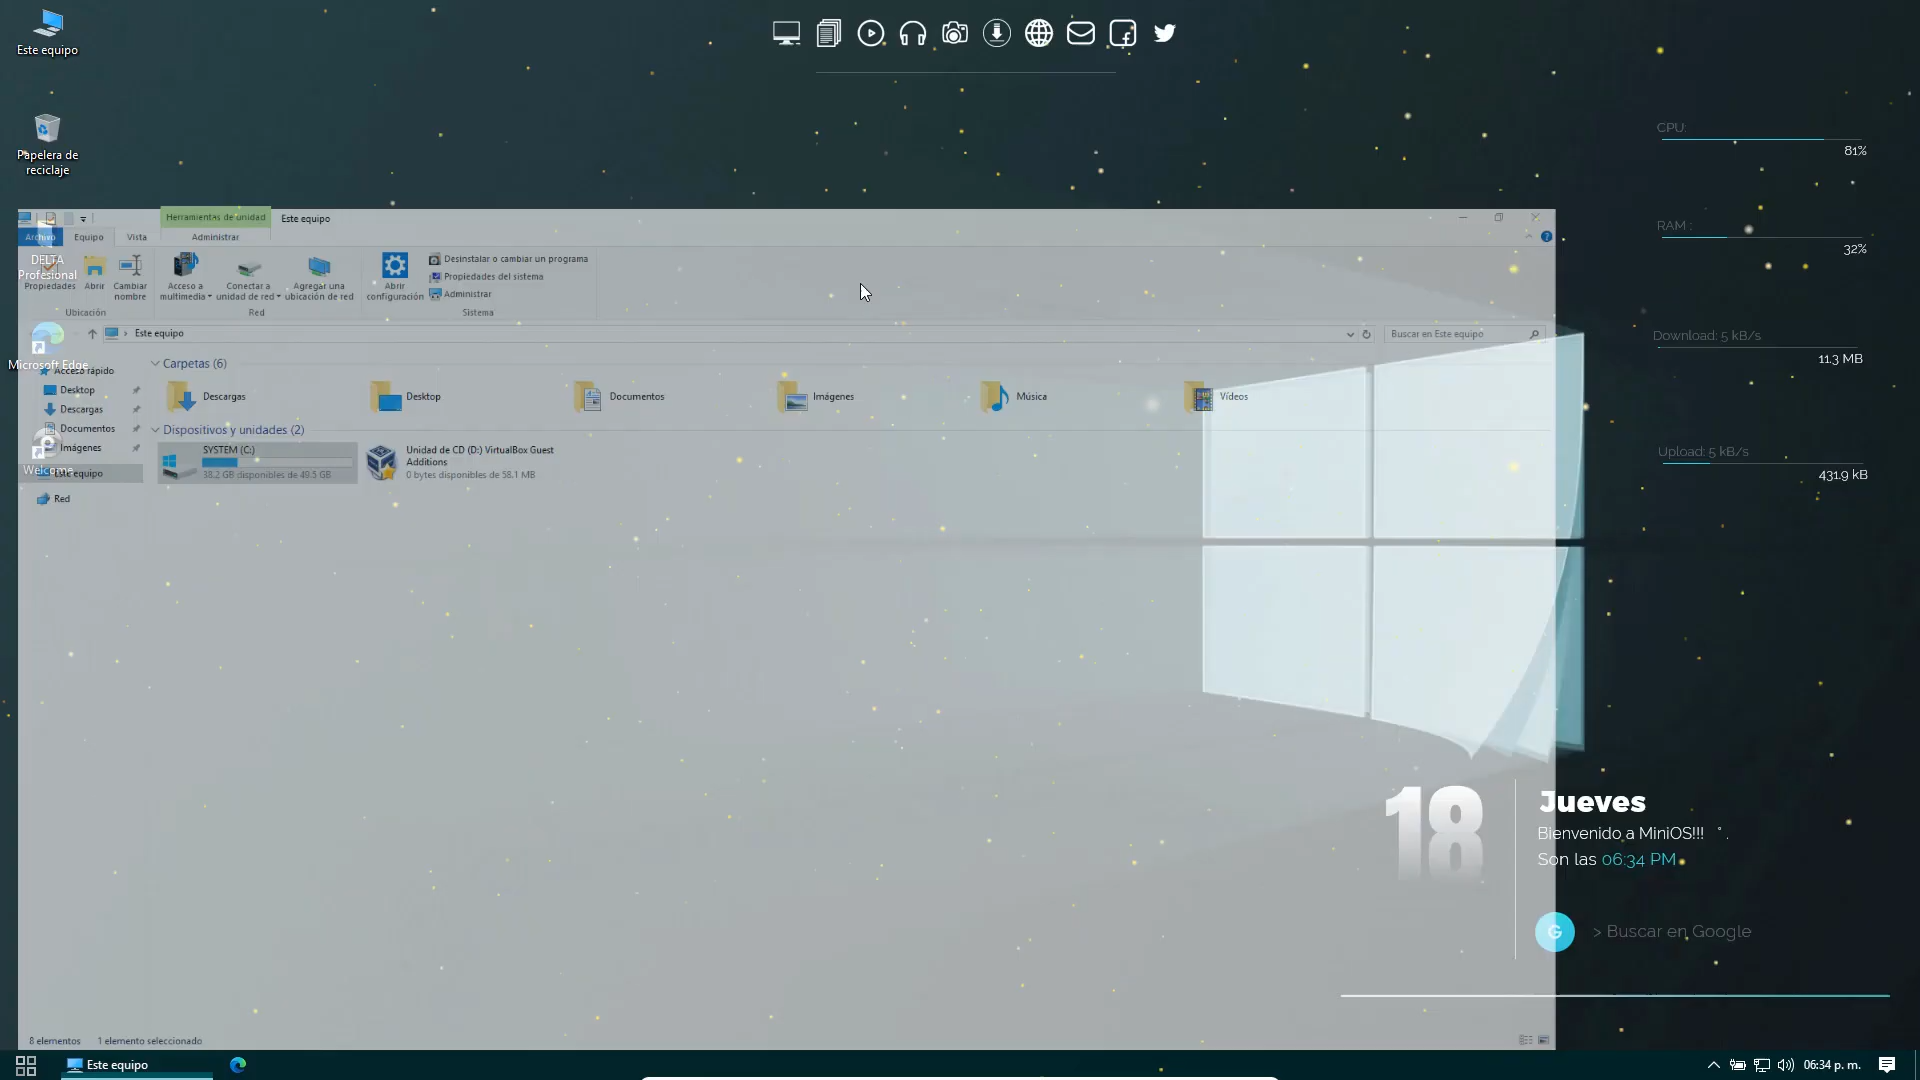 Este equipo
Papelera de
reciclaje
CPU:
81%
RAM :
32%
Download: 5 kB/s
11.3 MB
Upload: 5 kB/s
431.9 kB
Herramientas de unidad
Este equipo
Archivo
Equipo
Vista
Administrar
DELTA
Profesional
Propiedades
Abrir
Cambiar
nombre
Ubicación
Acceso a
multimedia
Conectar a
unidad de red
Agregar una
ubicación de red
Red
Abrir
configuración
Desinstalar o cambiar un programa
Propiedades del sistema
Administrar
Sistema
Este equipo
Buscar en Este equipo
Microsoft Edge
Acceso rápido
Desktop
Descargas
Documentos
Imágenes
Welcome
Este equipo
Red
Carpetas (6)
Descargas
Desktop
Documentos
Imágenes
Música
Vídeos
Dispositivos y unidades (2)
SYSTEM (C:)
38.2 GB disponibles de 49.5 GB
Unidad de CD (D:) VirtualBox Guest
Additions
0 bytes disponibles de 58.1 MB
18
Jueves
Bienvenido a MiniOS!!! ° .
Son las 06:34 PM
G
> Buscar en Google
8 elementos
1 elemento seleccionado
Este equipo
06:34 p. m.